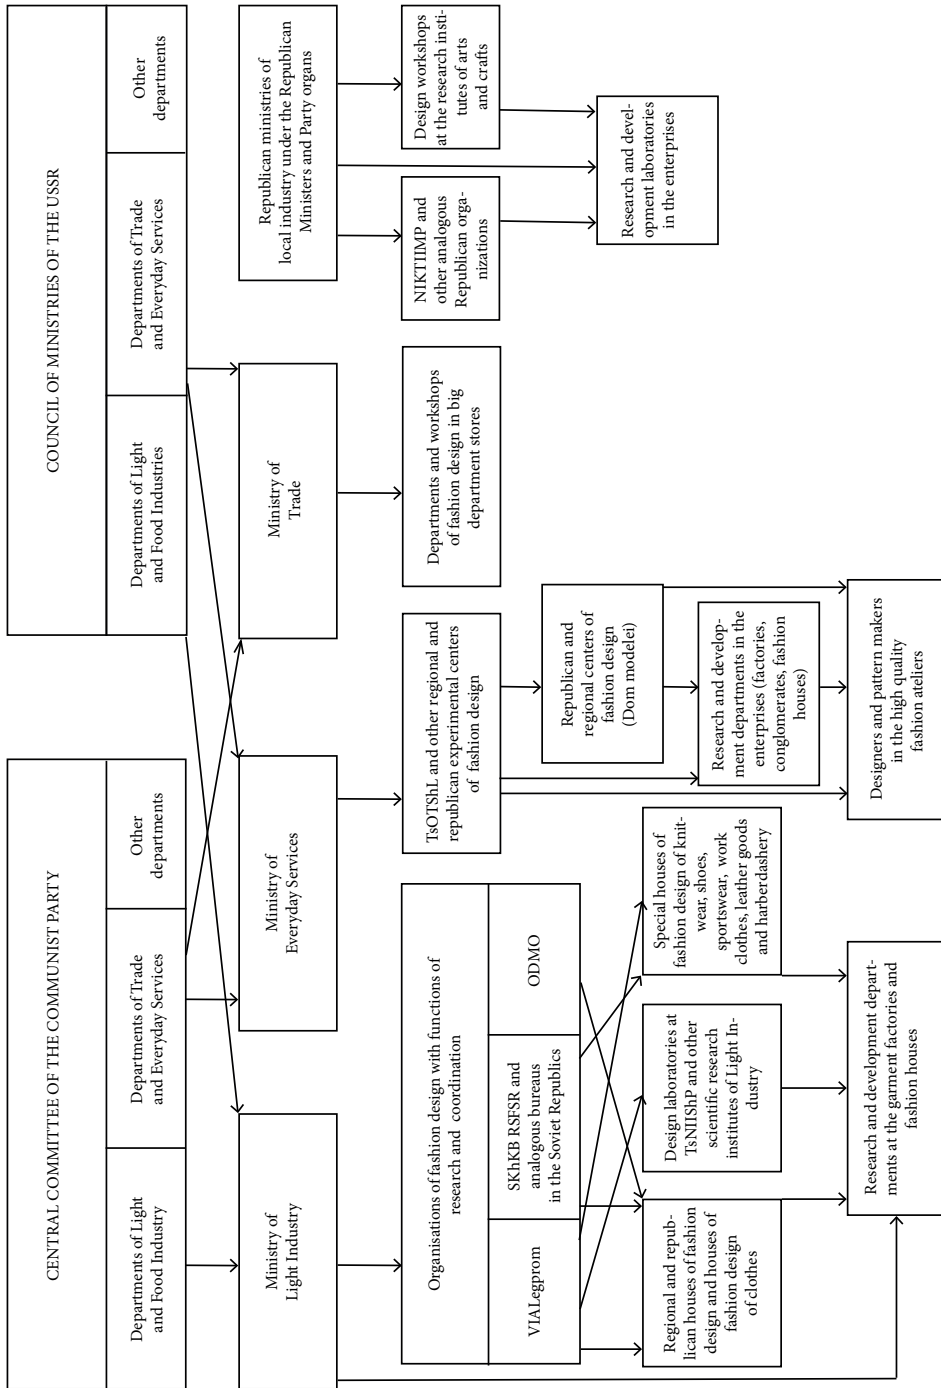 CENTRAL COMMITTEE OF THE COMMUNIST PARTY
Departments of Light
and Food Industry
Departments of Trade
and Everyday Services
Other
departments
COUNCIL OF MINISTRIES OF THE USSR
Departments of Light
and Food Industries
Departments of Trade
and Everyday Services
Other
departments
Ministry of
Light Industry
Ministry of
Everyday Services
Ministry of
Trade
Republican ministries of
local industry under the Republican
Ministers and Party organs
Organisations of fashion design with functions of
research and coordination
VIALegprom
SKhKB RSFSR and
analogous bureaus
in the Soviet Republics
ODMO
TsOTShL and other regional and
republican experimental centers
of fashion design
Departments and workshops
of fashion design in big
department stores
NIKTIIMP and
other analogous
Republican orga-
nizations
Design workshops
at the research insti-
tutes of arts
and crafts
Republican and
regional centers of
fashion design
(Dom modelei)
Research and devel-
opment laboratories
in the enterprises
Regional and repub-
lican houses of fashion
design and houses of
fashion design
of clothes
Design laboratories at
TsNIIShP and other
scientific research
institutes of Light In-
dustry
Special houses of
fashion design of knit-
wear, shoes,
sportswear, work
clothes, leather goods
and harberdashery
Research and develop-
ment departments in the
enterprises (factories,
conglomerates, fashion
houses)
Research and development depart-
ments at the garment factories and
fashion houses
Designers and pattern makers
in the high quality
fashion ateliers